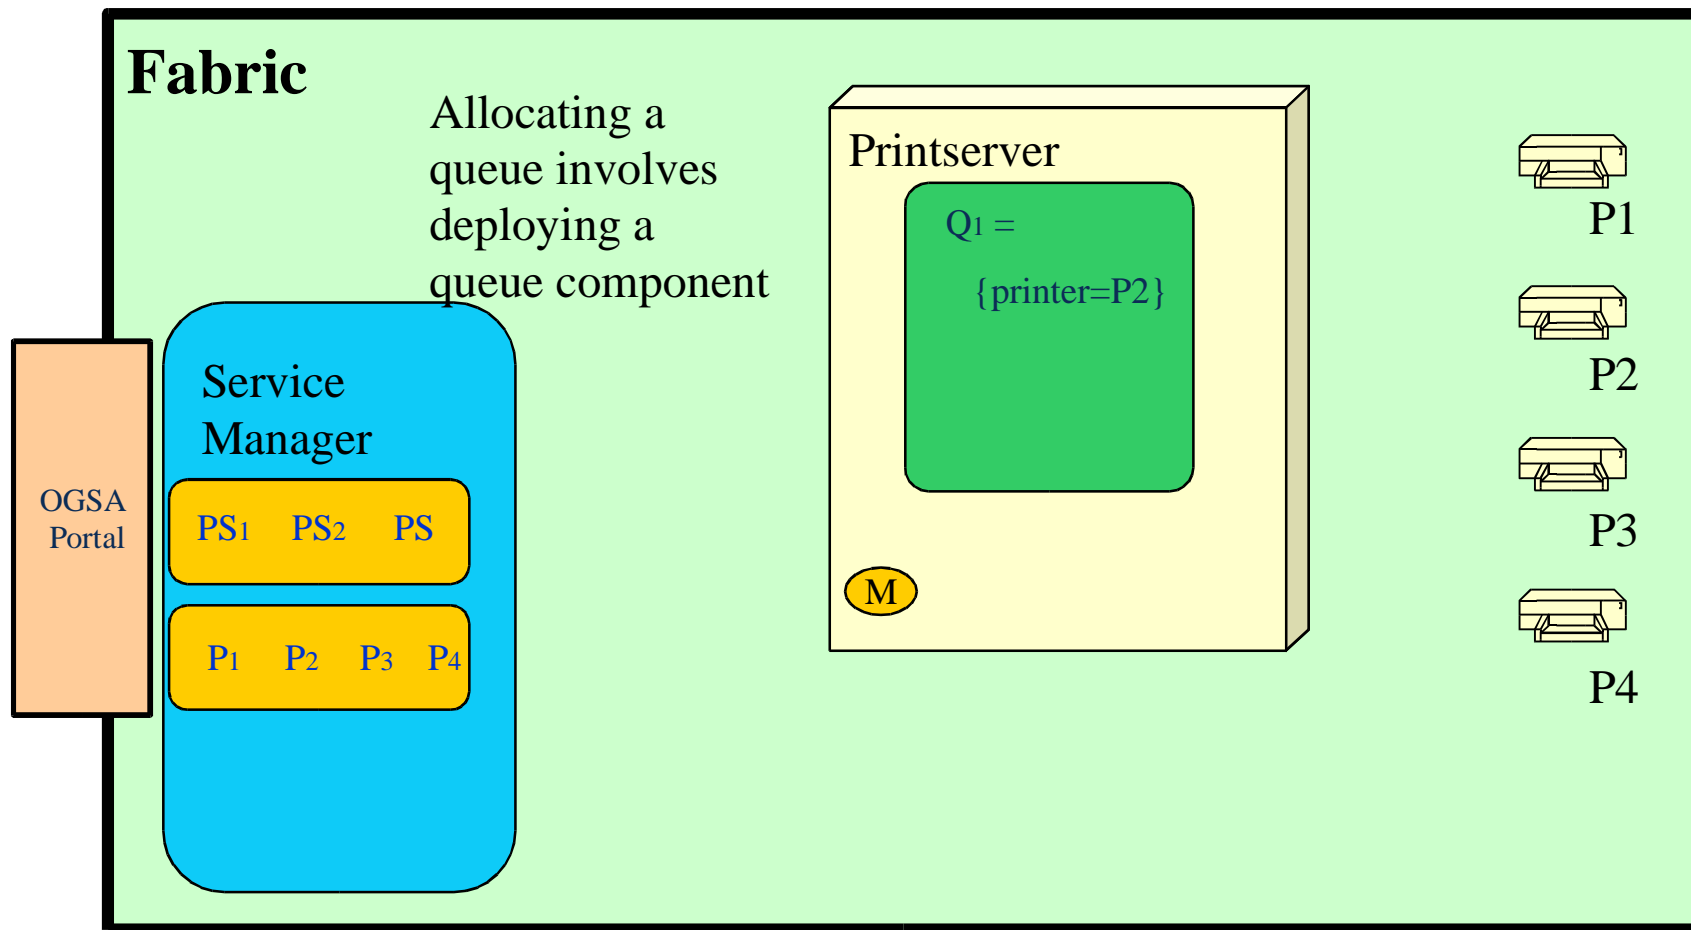 Fabric
Allocating a
queue involves
deploying a
queue component
Printserver
Q1 =
{printer=P2}
M
Service
Manager
PS1 PS2 PS
P1 P2 P3 P4
OGSA
Portal
P1
P2
P3
P4